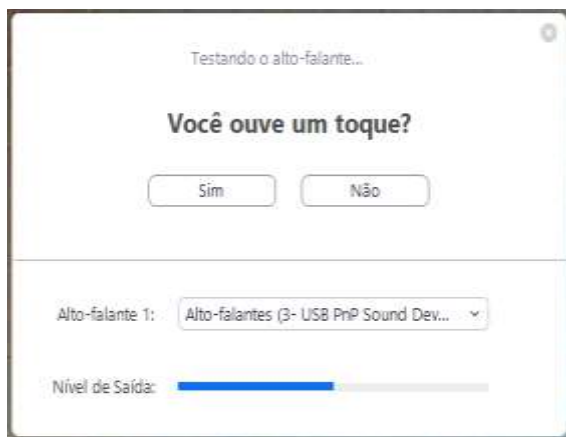 Testando o alto-falante...
Você ouve um toque?
Sim Não
Alto-falante 1: Alto-falantes (3- USB PnP Sound Dev...
Nível de Saída: